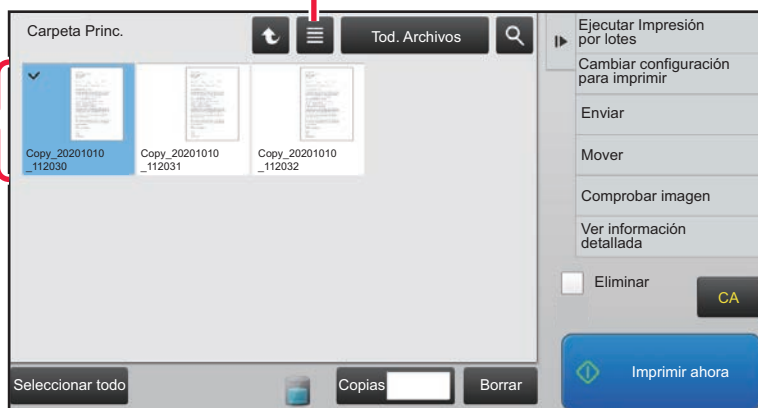 Carpeta Princ.
Tod. Archivos
Copy_20201010
_112030
Copy_20201010
_112031
Copy_20201010
_112032
Ejecutar Impresión
por lotes
Cambiar configuración
para imprimir
Enviar
Mover
Comprobar imagen
Ver información
detallada
Eliminar
CA
Seleccionar todo
Copias
Borrar
Imprimir ahora